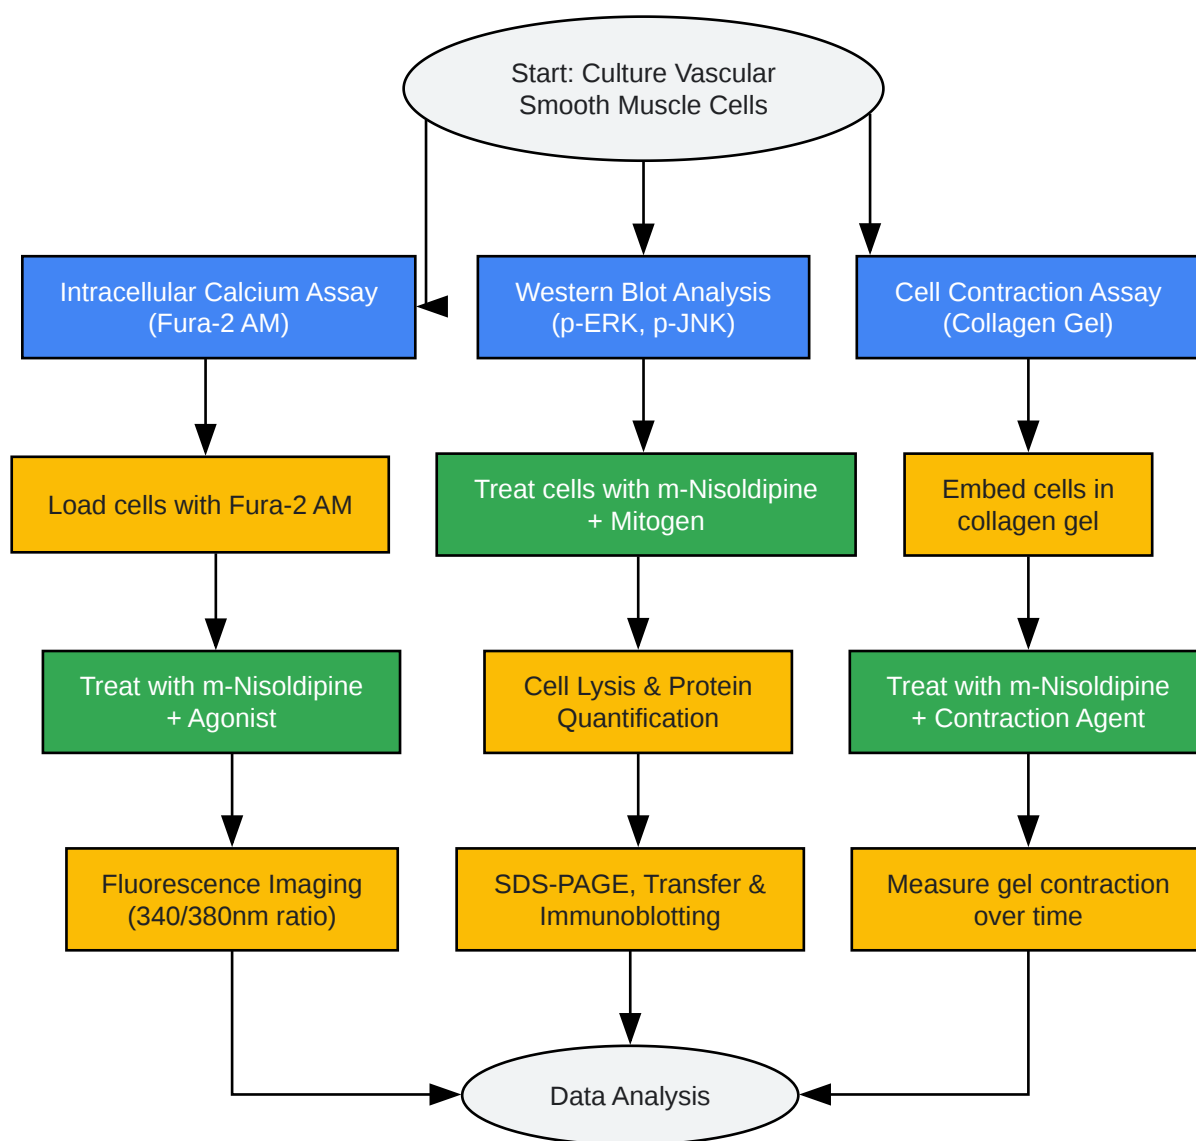 Start: Culture Vascular
Smooth Muscle Cells
Intracellular Calcium Assay
(Fura-2 AM)
Western Blot Analysis
(p-ERK, p-JNK)
Cell Contraction Assay
(Collagen Gel)
Load cells with Fura-2 AM
Treat cells with m-Nisoldipine
+ Mitogen
Embed cells in
collagen gel
Treat with m-Nisoldipine
+ Agonist
Cell Lysis & Protein
Quantification
Treat with m-Nisoldipine
+ Contraction Agent
Fluorescence Imaging
(340/380nm ratio)
SDS-PAGE, Transfer &
Immunoblotting
Measure gel contraction
over time
Data Analysis